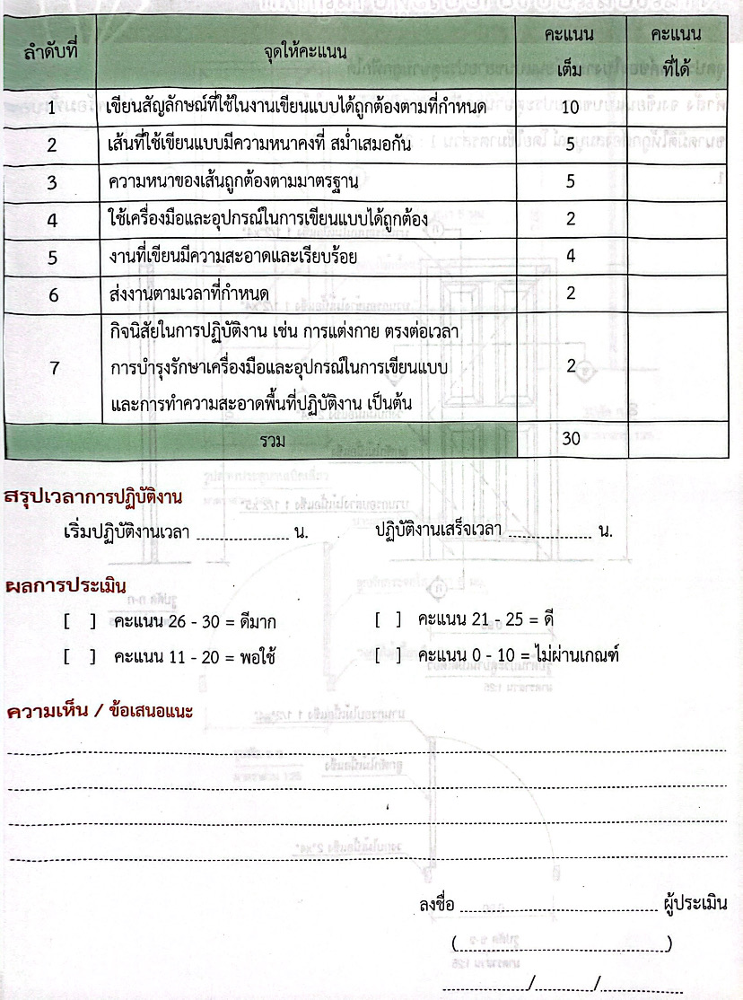 ลำดับที่ จุดให้คะแนน คะแนนเต็ม คะแนนที่ได้
1 เขียนสัญลักษณ์ที่ใช้ในงานเขียนแบบได้ถูกต้องตามที่กำหนด 10
2 เส้นที่ใช้เขียนแบบมีความหนาคงที่ สม่ำเสมอกัน 5
3 ความหนาของเส้นถูกต้องตามมาตรฐาน 5
4 ใช้เครื่องมือและอุปกรณ์ในการเขียนแบบได้ถูกต้อง 2
5 งานที่เขียนมีความสะอาดและเรียบร้อย 4
6 ส่งงานตามเวลาที่กำหนด 2
7 กิจนิสัยในการปฏิบัติงาน เช่น การแต่งกาย ตรงต่อเวลา
การบำรุงรักษาเครื่องมือและอุปกรณ์ในการเขียนแบบ 2
และการทำความสะอาดพื้นที่ปฏิบัติงาน เป็นต้น
รวม 30
สรุปเวลาการปฏิบัติงาน
เริ่มปฏิบัติงานเวลา .................... น. ปฏิบัติงานเสร็จเวลา .................... น.
ผลการประเมิน
[ ] คะแนน 26 - 30 = ดีมาก [ ] คะแนน 21 - 25 = ดี
[ ] คะแนน 11 - 20 = พอใช้ [ ] คะแนน 0 - 10 = ไม่ผ่านเกณฑ์
ความเห็น / ข้อเสนอแนะ
ลงชื่อ ........................................ ผู้ประเมิน
(........................................)
................../............../..................